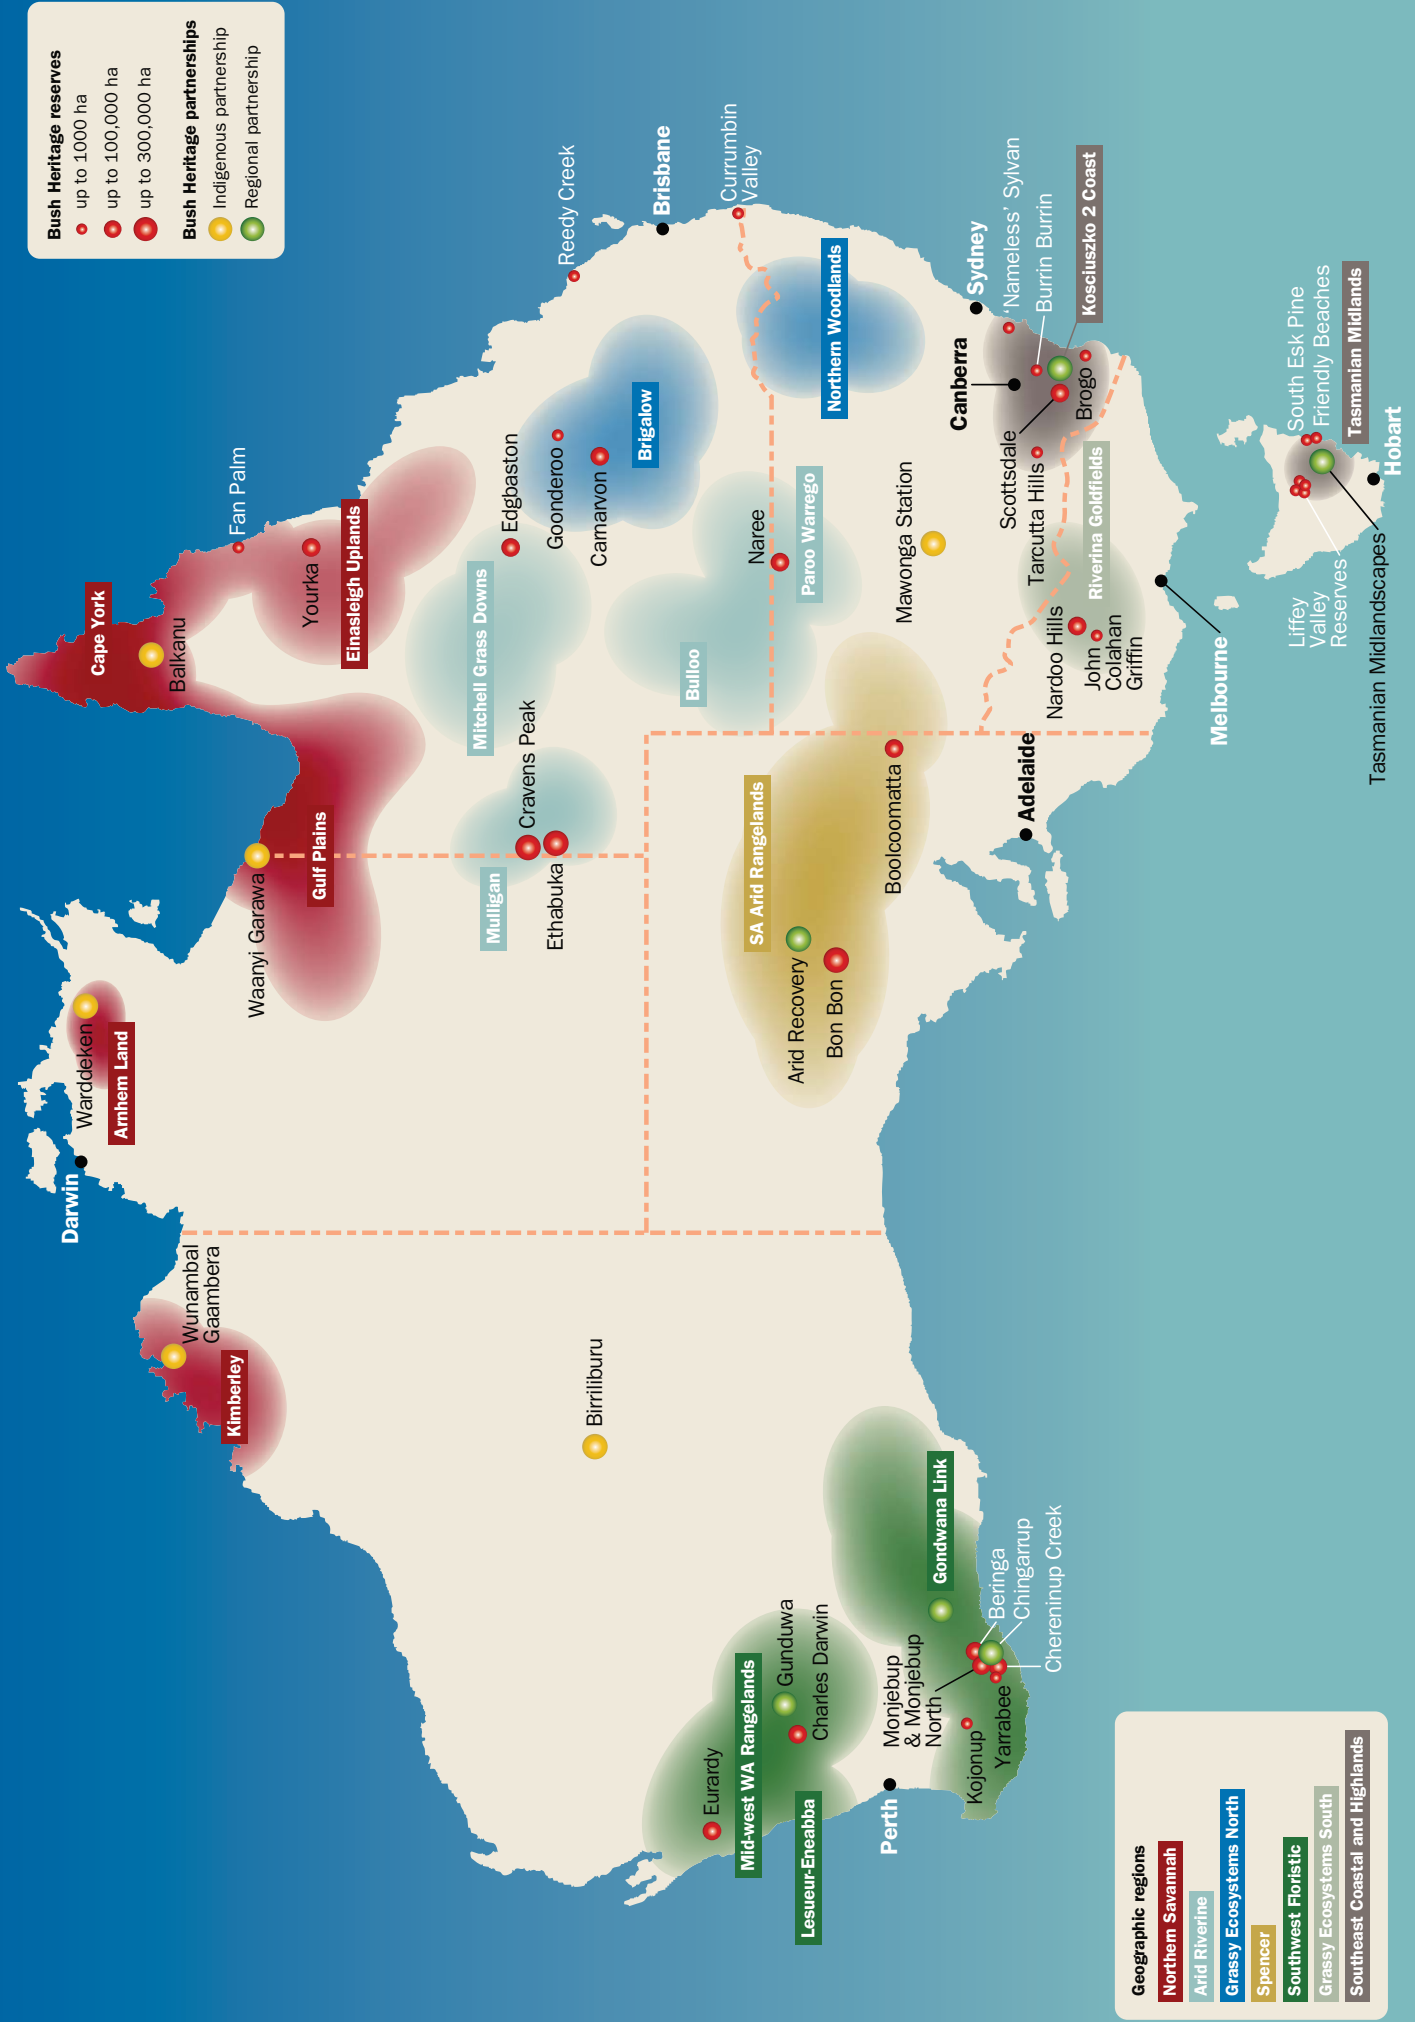 Bush Heritage reserves
up to 1000 ha
up to 100,000 ha
up to 300,000 ha
Bush Heritage partnerships
Indigenous partnership
Regional partnership
Darwin
Warddeken
Arnhem Land
Wunambal
Gaambera
Kimberley
Cape York
Balkanu
Fan Palm
Yourka
Einasleigh Uplands
Waanyi Garawa
Gulf Plains
Mitchell Grass Downs
Edgbaston
Goonderoo
Carnarvon
Brigalow
Reedy Creek
Brisbane
Currumbin
Valley
Mulligan
Cravens Peak
Ethabuka
Birriliburu
Bulloo
Naree
Paroo Warrego
Northern Woodlands
SA Arid Rangelands
Arid Recovery
Bon Bon
Boolcoomatta
Mawonga Station
Eurardy
Mid-west WA Rangelands
Gunduwa
Charles Darwin
Lesueur-Eneabba
Perth
Monjebup
& Monjebup
North
Gondwana Link
Kojonup
Yarrabee
Beringa
Chingarrup
Chereninup Creek
Adelaide
Sydney
Canberra
'Nameless' Sylvan
Burrin Burrin
Kosciuszko 2 Coast
Brogo
Scottsdale
Tarcutta Hills
Riverina Goldfields
Nardoo Hills
John
Colahan
Griffin
Melbourne
South Esk Pine
Friendly Beaches
Tasmanian Midlands
Liffey
Valley
Reserves
Tasmanian Midlandscapes
Hobart
Geographic regions
Northern Savannah
Arid Riverine
Grassy Ecosystems North
Spencer
Southwest Floristic
Grassy Ecosystems South
Southeast Coastal and Highlands